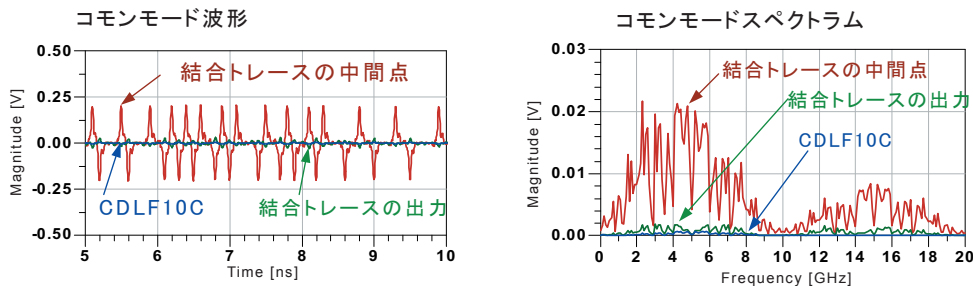 コモンモード波形
0.50
0.25
0.00
-0.25
-0.50
Magnitude [V]
結合トレースの中間点
CDLF10C
結合トレースの出力
5 6 7 8 9 10
Time [ns]
コモンモードスペクトラム
0.03
0.02
0.01
0.00
Magnitude [V]
結合トレースの中間点
結合トレースの出力
CDLF10C
0 2 4 6 8 10 12 14 16 18 20
Frequency [GHz]